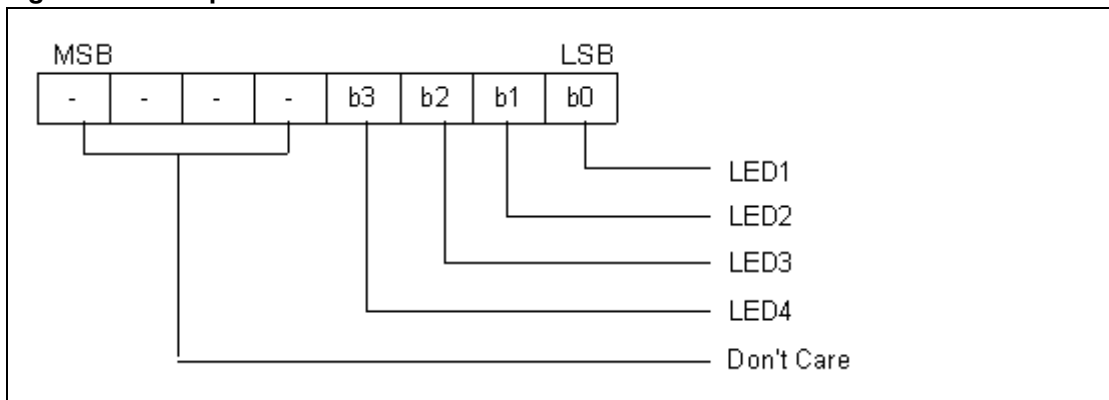 MSB LSB
- - - - b3 b2 b1 b0
LED1
LED2
LED3
LED4
Don't Care